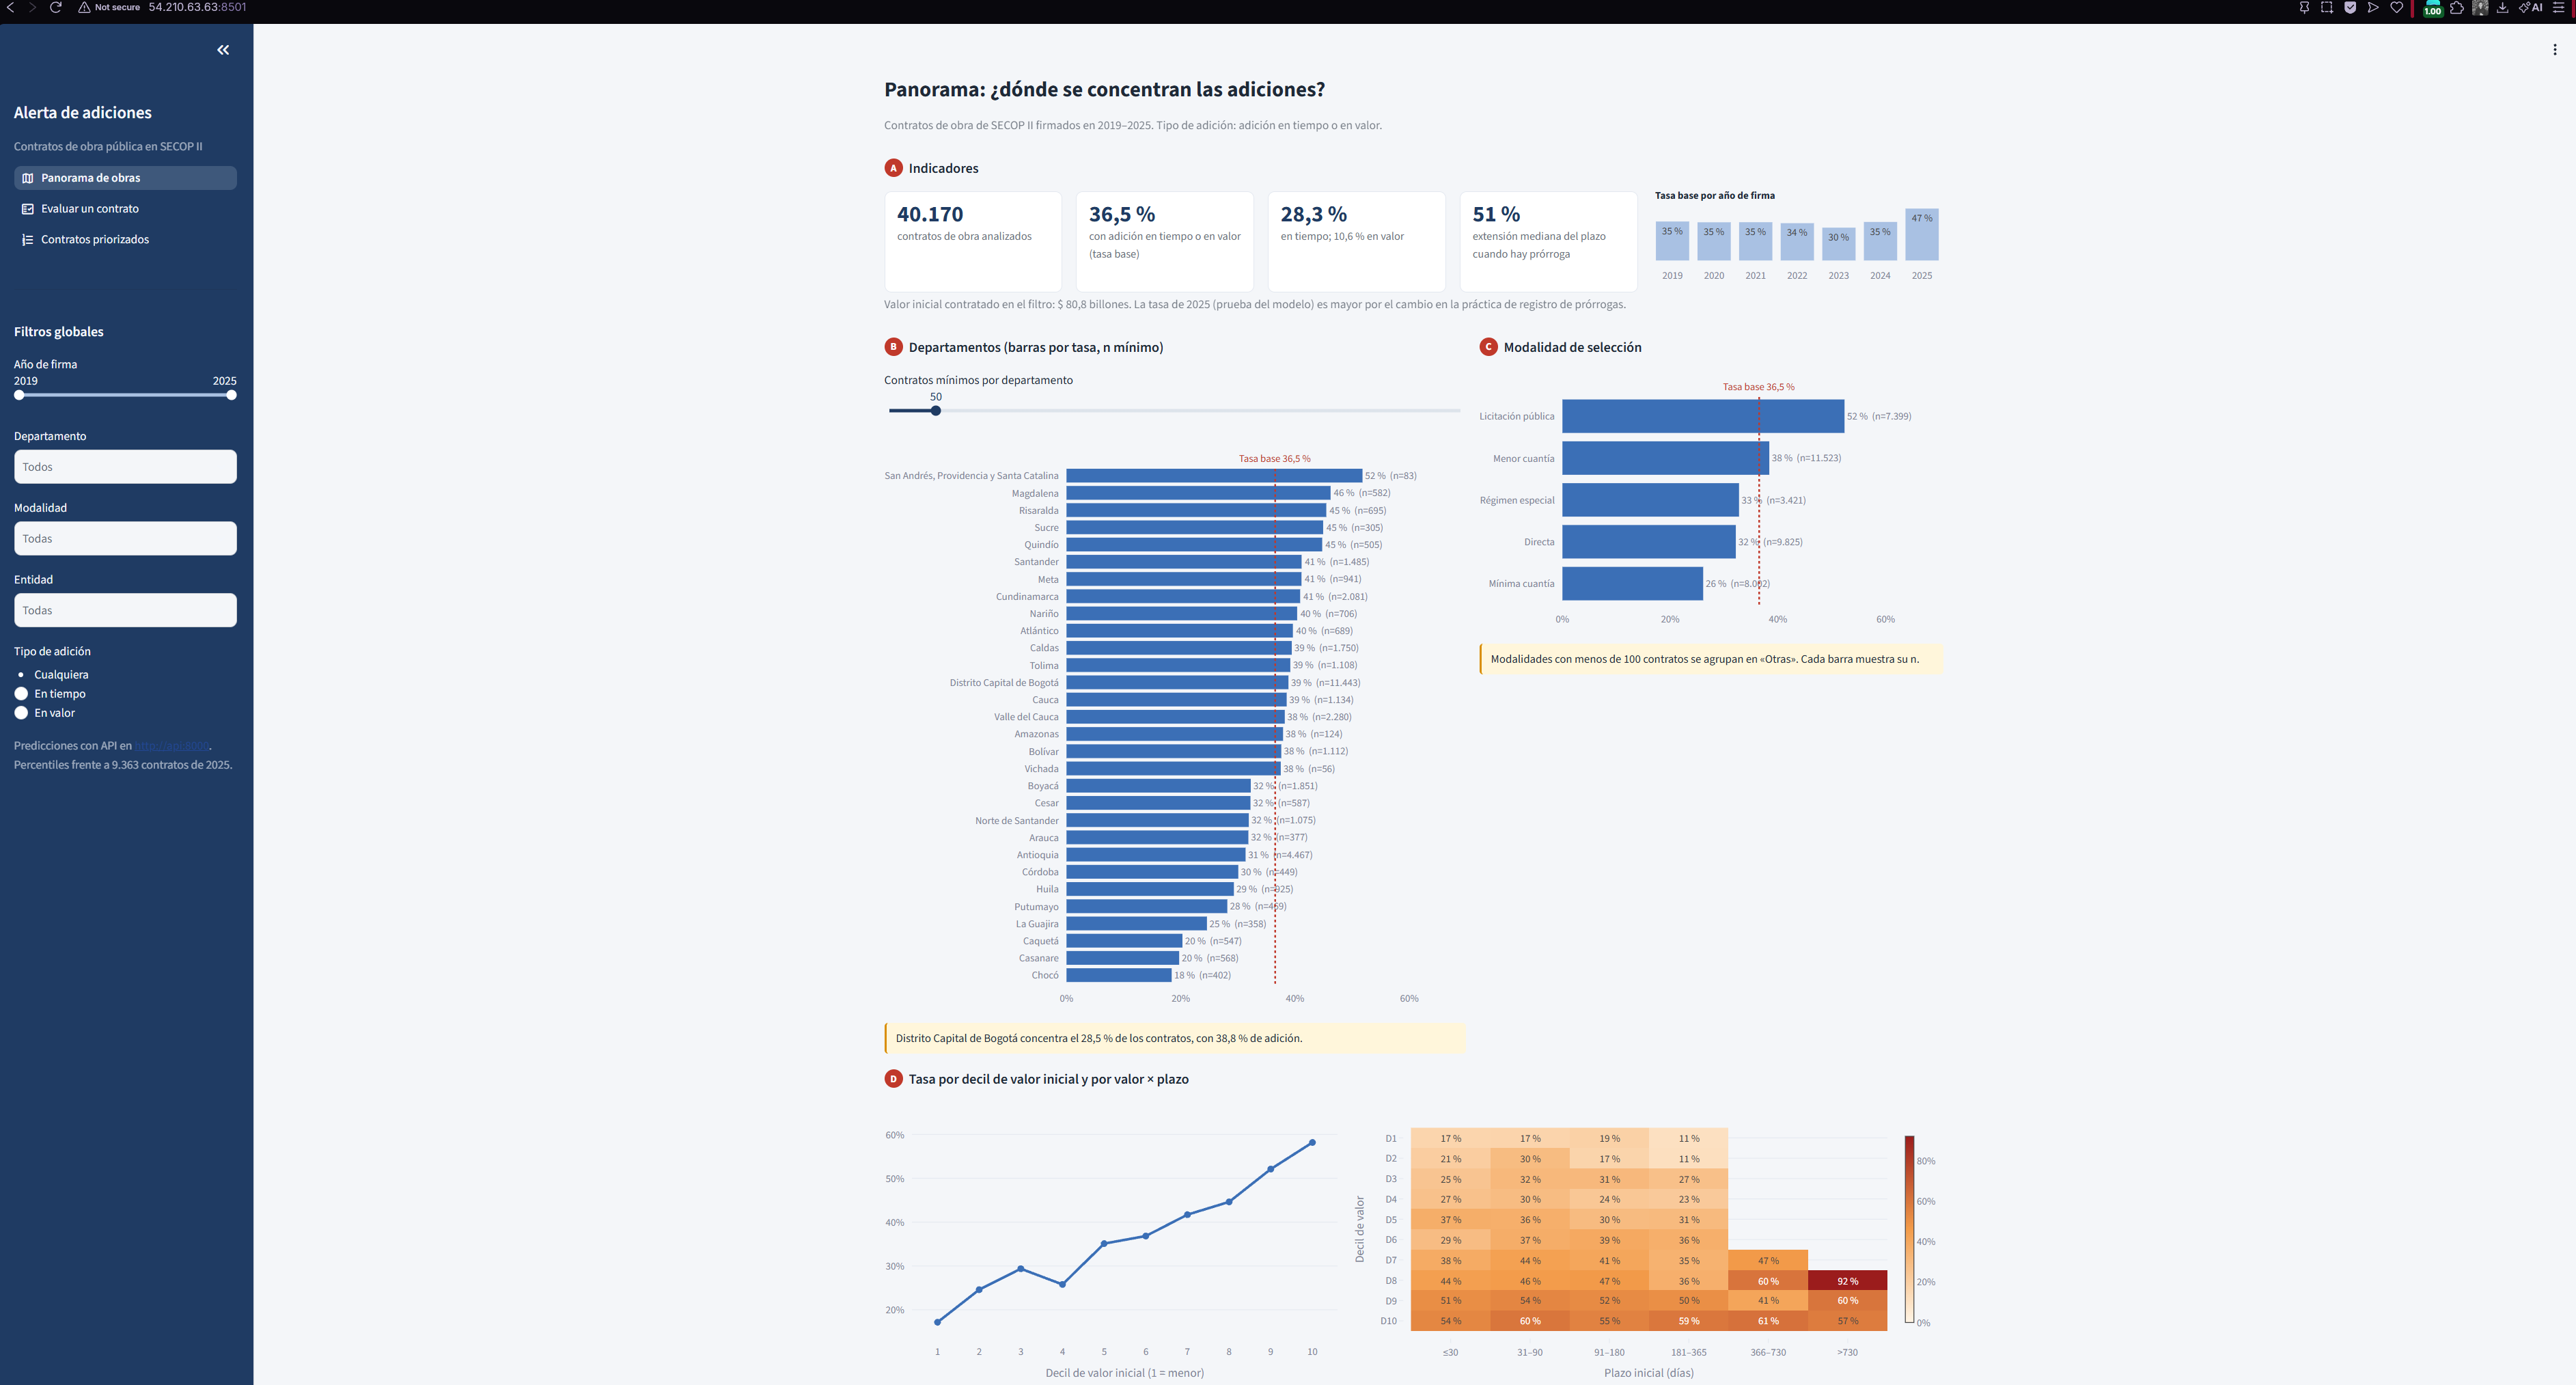 Not secure 54.210.63.63:8501
1.00
AI
Alerta de adiciones
Contratos de obra pública en SECOP II
Panorama de obras
Evaluar un contrato
Contratos priorizados
Filtros globales
Año de firma
2019 2025
Departamento
Todos
Modalidad
Todas
Entidad
Todas
Tipo de adición
Cualquiera
En tiempo
En valor
Predicciones con API en http://api:8000.
Percentiles frente a 9.363 contratos de 2025.
Panorama: ¿dónde se concentran las adiciones?
Contratos de obra de SECOP II firmados en 2019–2025. Tipo de adición: adición en tiempo o en valor.
A Indicadores
40.170
contratos de obra analizados
36,5 %
con adición en tiempo o en valor
(tasa base)
28,3 %
en tiempo; 10,6 % en valor
51 %
extensión mediana del plazo
cuando hay prórroga
Tasa base por año de firma
35 % 35 % 35 % 34 % 30 % 35 % 47 %
2019 2020 2021 2022 2023 2024 2025
Valor inicial contratado en el filtro: $ 80,8 billones. La tasa de 2025 (prueba del modelo) es mayor por el cambio en la práctica de registro de prórrogas.
B Departamentos (barras por tasa, n mínimo)
Contratos mínimos por departamento
50
Tasa base 36,5 %
San Andrés, Providencia y Santa Catalina 52 % (n=83)
Magdalena 46 % (n=582)
Risaralda 45 % (n=695)
Sucre 45 % (n=305)
Quindío 45 % (n=505)
Santander 41 % (n=1.485)
Meta 41 % (n=941)
Cundinamarca 41 % (n=2.081)
Nariño 40 % (n=706)
Atlántico 40 % (n=689)
Caldas 39 % (n=1.750)
Tolima 39 % (n=1.108)
Distrito Capital de Bogotá 39 % (n=11.443)
Cauca 39 % (n=1.134)
Valle del Cauca 38 % (n=2.280)
Amazonas 38 % (n=124)
Bolívar 38 % (n=1.112)
Vichada 38 % (n=56)
Boyacá 32 % (n=1.851)
Cesar 32 % (n=587)
Norte de Santander 32 % (n=1.075)
Arauca 32 % (n=377)
Antioquia 31 % (n=4.467)
Córdoba 30 % (n=449)
Huila 29 % (n=925)
Putumayo 28 %
La Guajira 25 % (n=358)
Caquetá 20 % (n=547)
Casanare 20 % (n=568)
Chocó 18 % (n=402)
0% 20% 40% 60%
Distrito Capital de Bogotá concentra el 28,5 % de los contratos, con 38,8 % de adición.
C Modalidad de selección
Tasa base 36,5 %
Licitación pública 52 % (n=7.399)
Menor cuantía 38 % (n=11.523)
Régimen especial 33 % (n=3.421)
Directa 32 % (n=9.825)
Mínima cuantía 26 %
0% 20% 40% 60%
Modalidades con menos de 100 contratos se agrupan en «Otras». Cada barra muestra su n.
D Tasa por decil de valor inicial y por valor × plazo
60%
50%
40%
30%
20%
1 2 3 4 5 6 7 8 9 10
Decil de valor inicial (1 = menor)
Decil de valor
D1 17 % 17 % 19 % 11 %
D2 21 % 30 % 17 % 11 %
D3 25 % 32 % 31 % 27 %
D4 27 % 30 % 24 % 23 %
D5 37 % 36 % 30 % 31 %
D6 29 % 37 % 39 % 36 %
D7 38 % 44 % 41 % 35 % 47 %
D8 44 % 46 % 47 % 36 % 60 % 92 %
D9 51 % 54 % 52 % 50 % 41 % 60 %
D10 54 % 60 % 55 % 59 % 61 % 57 %
≤30 31–90 91–180 181–365 366–730 >730
Plazo inicial (días)
80%
60%
40%
20%
0%